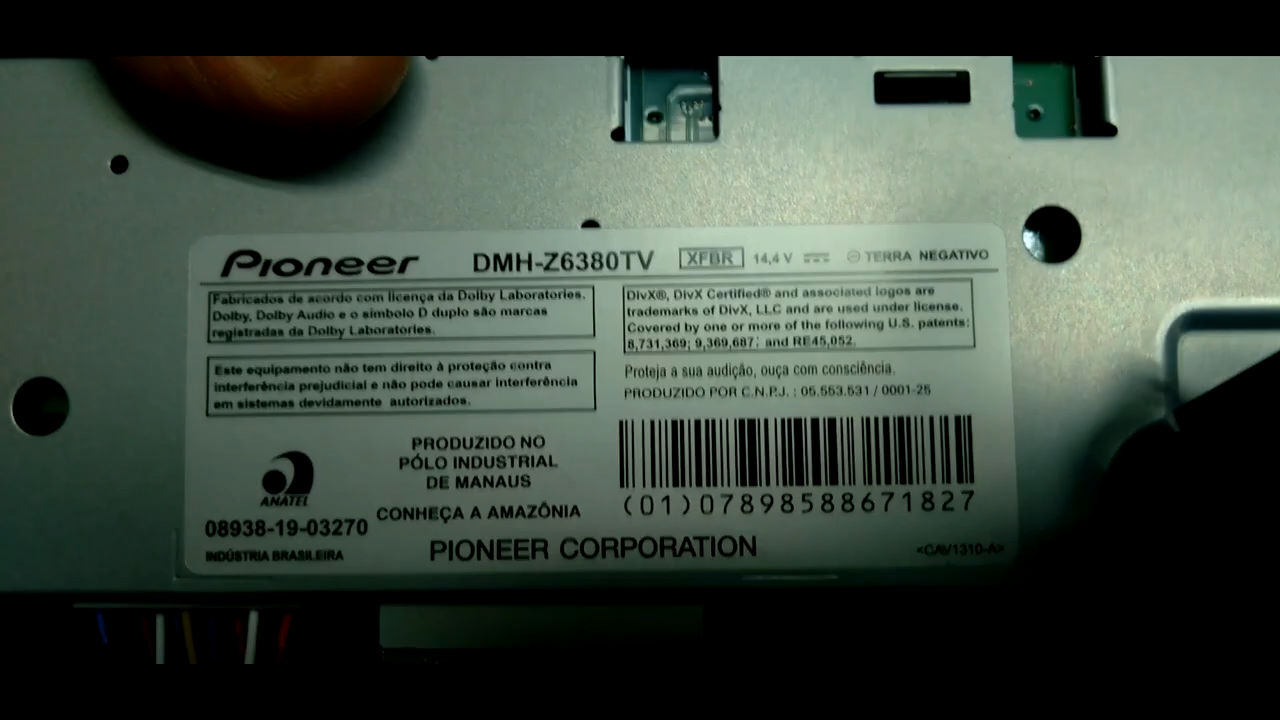 Pioneer DMH-Z6380TV XFBR 14,4 V TERRA NEGATIVO
Fabricados de acordo com licença da Dolby Laboratories.
Dolby, Dolby Audio e o símbolo D duplo são marcas
registradas da Dolby Laboratories.
Este equipamento não tem direito à proteção contra
interferência prejudicial e não pode causar interferência
em sistemas devidamente autorizados.
DivX®, DivX Certified® and associated logos are
trademarks of DivX, LLC and are used under license.
Covered by one or more of the following U.S. patents:
8,731,369; 9,369,687; and RE45,052.
Proteja a sua audição, ouça com consciência.
PRODUZIDO POR C.N.P.J. : 05.553.531 / 0001-25
ANATEL
08938-19-03270
INDÚSTRIA BRASILEIRA
PRODUZIDO NO
PÓLO INDUSTRIAL
DE MANAUS
CONHEÇA A AMAZÔNIA
(01)07898588671827
PIONEER CORPORATION
<CAV1310-A>